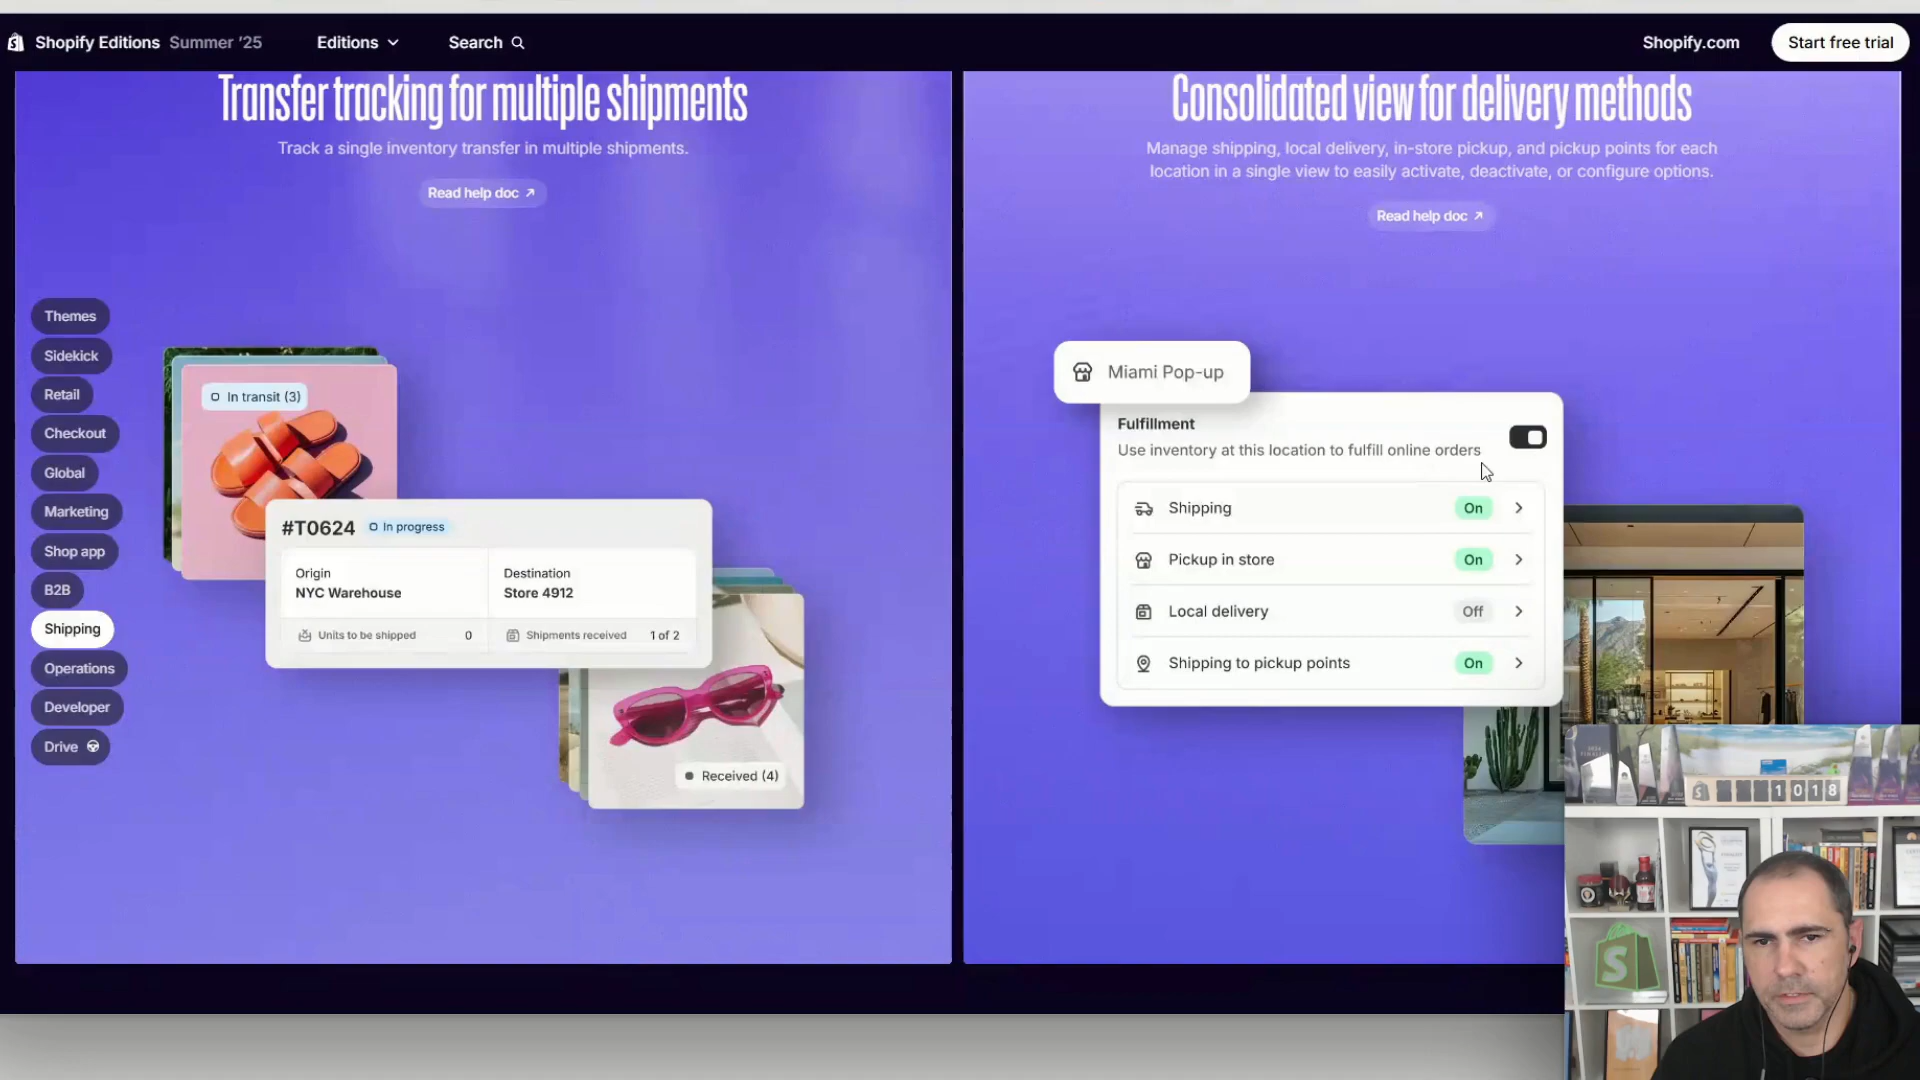 Shopify Editions Summer '25
Editions
Search
Shopify.com
Start free trial
Transfer tracking for multiple shipments
Track a single inventory transfer in multiple shipments.
Read help doc ↗
Consolidated view for delivery methods
Manage shipping, local delivery, in-store pickup, and pickup points for each
location in a single view to easily activate, deactivate, or configure options.
Read help doc ↗
Themes
Sidekick
Retail
Checkout
Global
Marketing
Shop app
B2B
Shipping
Operations
Developer
Drive
In transit (3)
#T0624 In progress
Origin
NYC Warehouse
Destination
Store 4912
Units to be shipped 0
Shipments received 1 of 2
Received (4)
Miami Pop-up
Fulfillment
Use inventory at this location to fulfill online orders
Shipping On
Pickup in store On
Local delivery Off
Shipping to pickup points On
1018
S